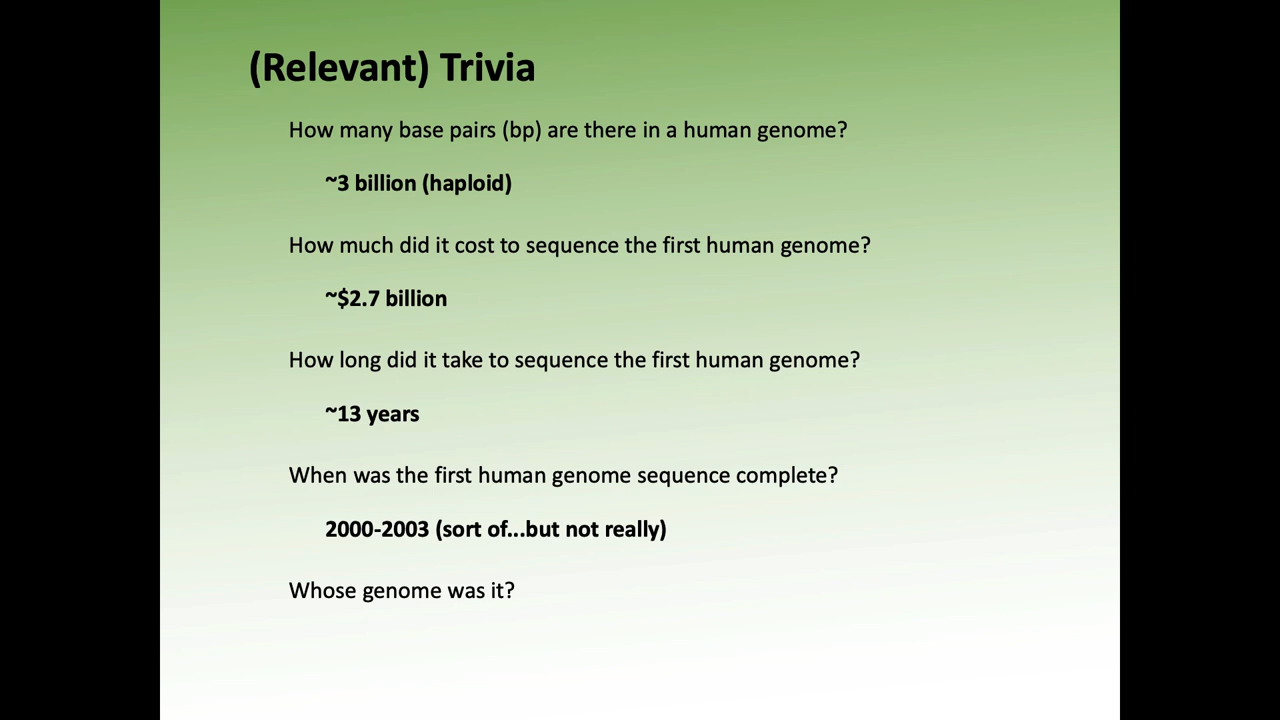 (Relevant) Trivia
How many base pairs (bp) are there in a human genome?
~3 billion (haploid)
How much did it cost to sequence the first human genome?
~$2.7 billion
How long did it take to sequence the first human genome?
~13 years
When was the first human genome sequence complete?
2000-2003 (sort of...but not really)
Whose genome was it?